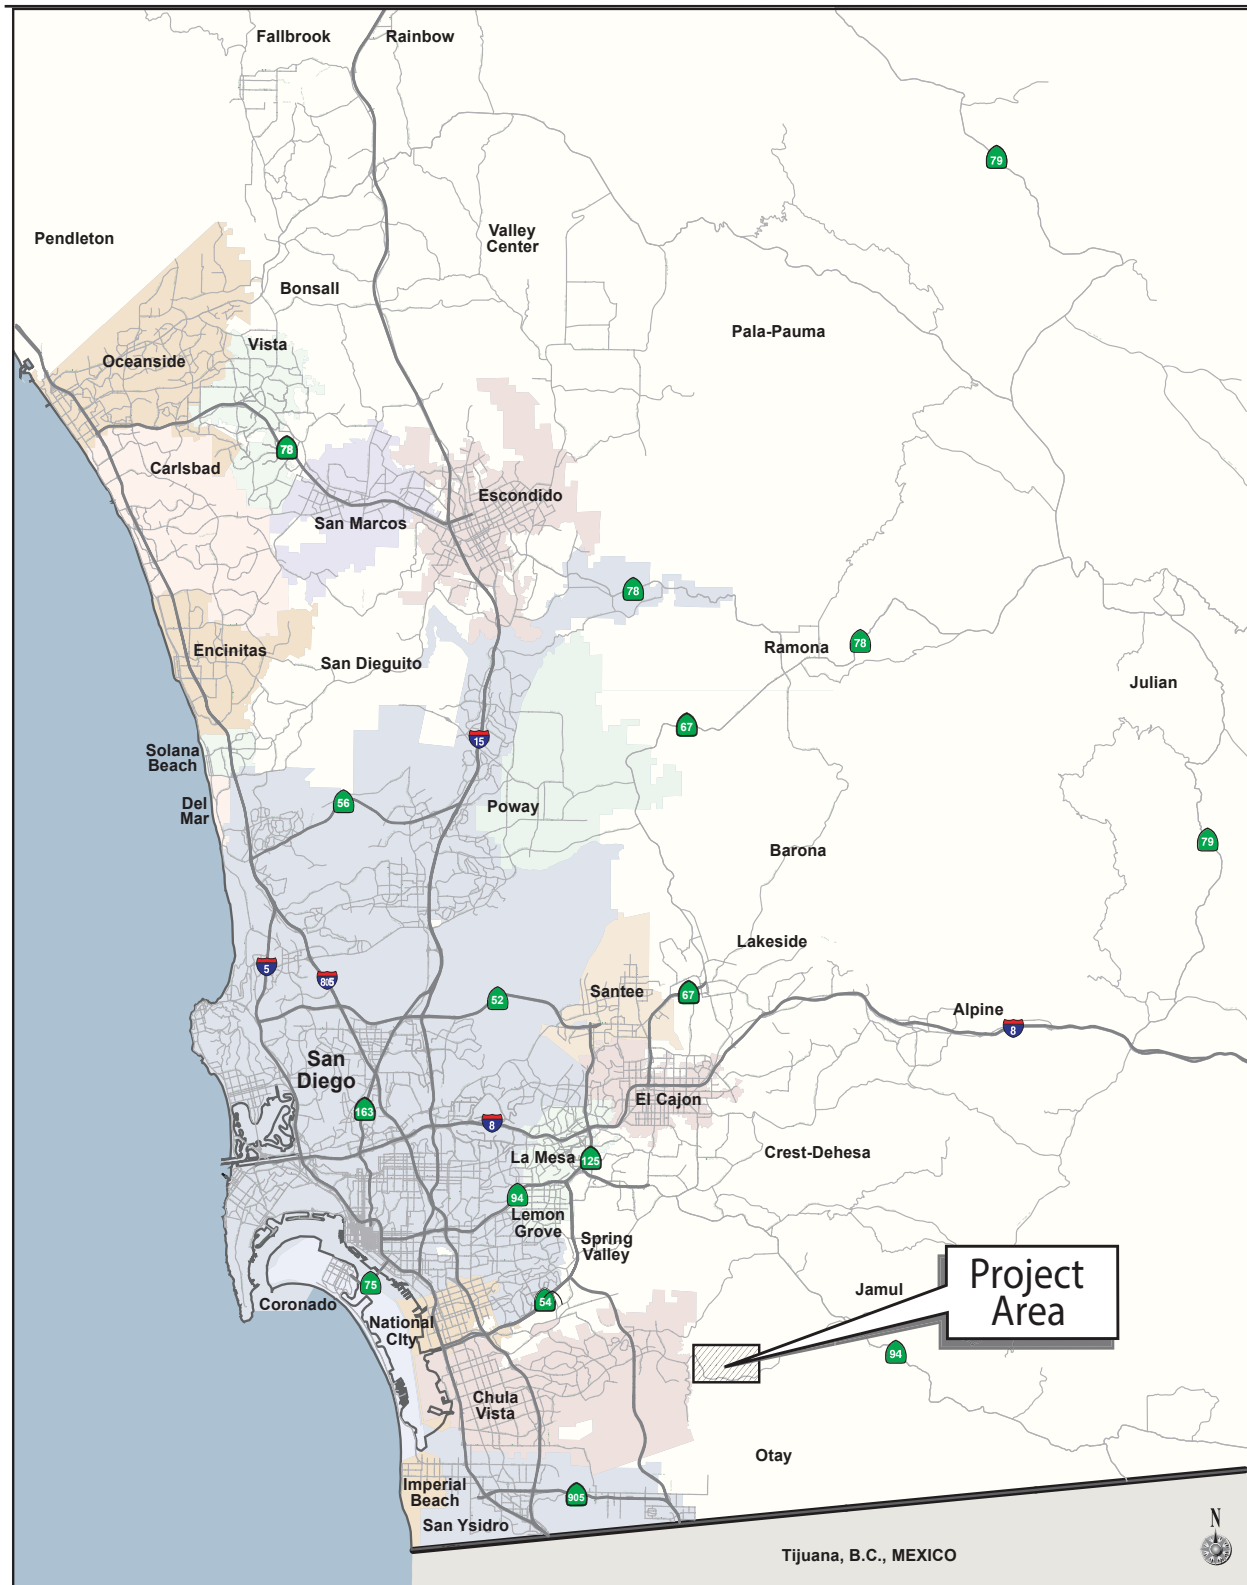 Fallbrook
Rainbow
79
Pendleton
Valley
Center
Bonsall
Pala-Pauma
Vista
Oceanside
78
Carlsbad
Escondido
San Marcos
78
78
Ramona
Encinitas
San Dieguito
Julian
67
15
Solana
Beach
56
Del
Mar
Poway
79
Barona
Lakeside
5
805
52
Santee
67
Alpine
8
San
Diego
El Cajon
163
8
La Mesa
125
Crest-Dehesa
94
Lemon
Grove
Spring
Valley
Project
Area
75
Coronado
54
Jamul
National
CIty
94
Chula
Vista
Otay
Imperial
Beach
905
San Ysidro
N
Tijuana, B.C., MEXICO